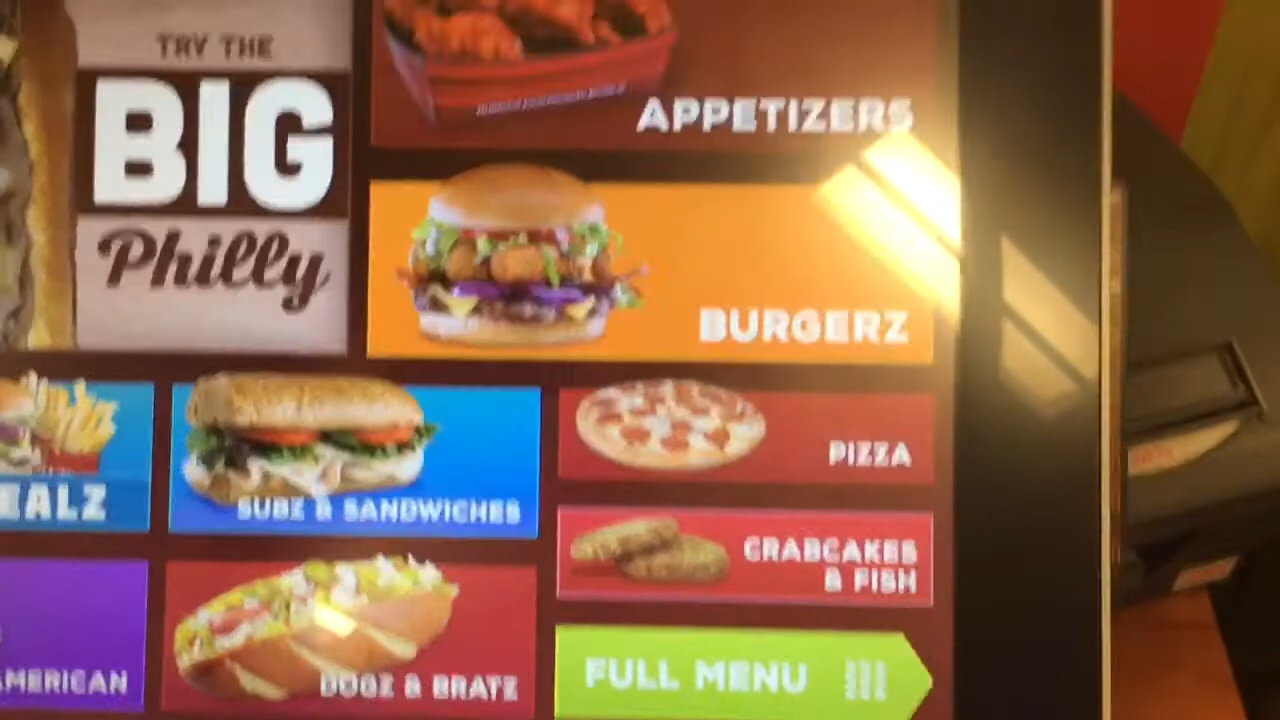 TRY THE
BIG
Philly
APPETIZERS
BURGERZ
EALZ
SUBZ & SANDWICHES
PIZZA
CRABCAKES
& FISH
AMERICAN
DOGZ & BRATZ
FULL MENU